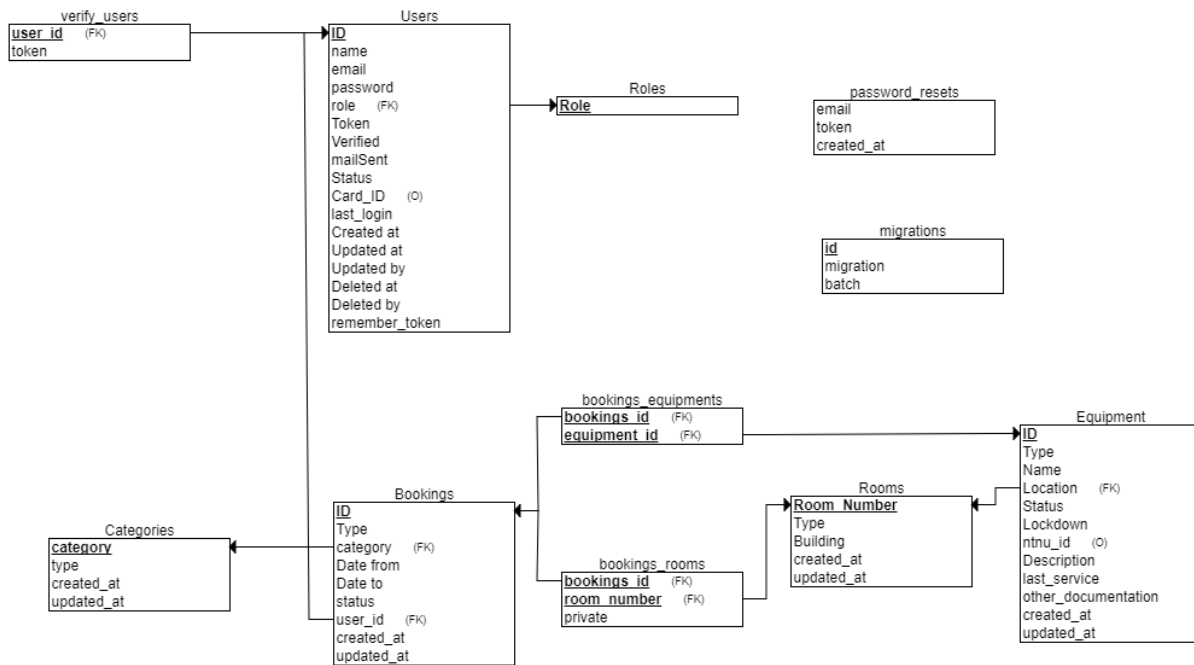 verify_users
user_id (FK)
token
Users
ID
name
email
password
role (FK)
Token
Verified
mailSent
Status
Card_ID (O)
last_login
Created at
Updated at
Updated by
Deleted at
Deleted by
remember_token
Roles
Role
password_resets
email
token
created_at
migrations
id
migration
batch
bookings_equipments
bookings_id (FK)
equipment_id (FK)
Equipment
ID
Type
Name
Location (FK)
Status
Lockdown
ntnu_id (O)
Description
last_service
other_documentation
created_at
updated_at
Rooms
Room_Number
Type
Building
created_at
updated_at
Bookings
ID
Type
category (FK)
Date from
Date to
status
user_id (FK)
created_at
updated_at
Categories
category
type
created_at
updated_at
bookings_rooms
bookings_id (FK)
room_number (FK)
private